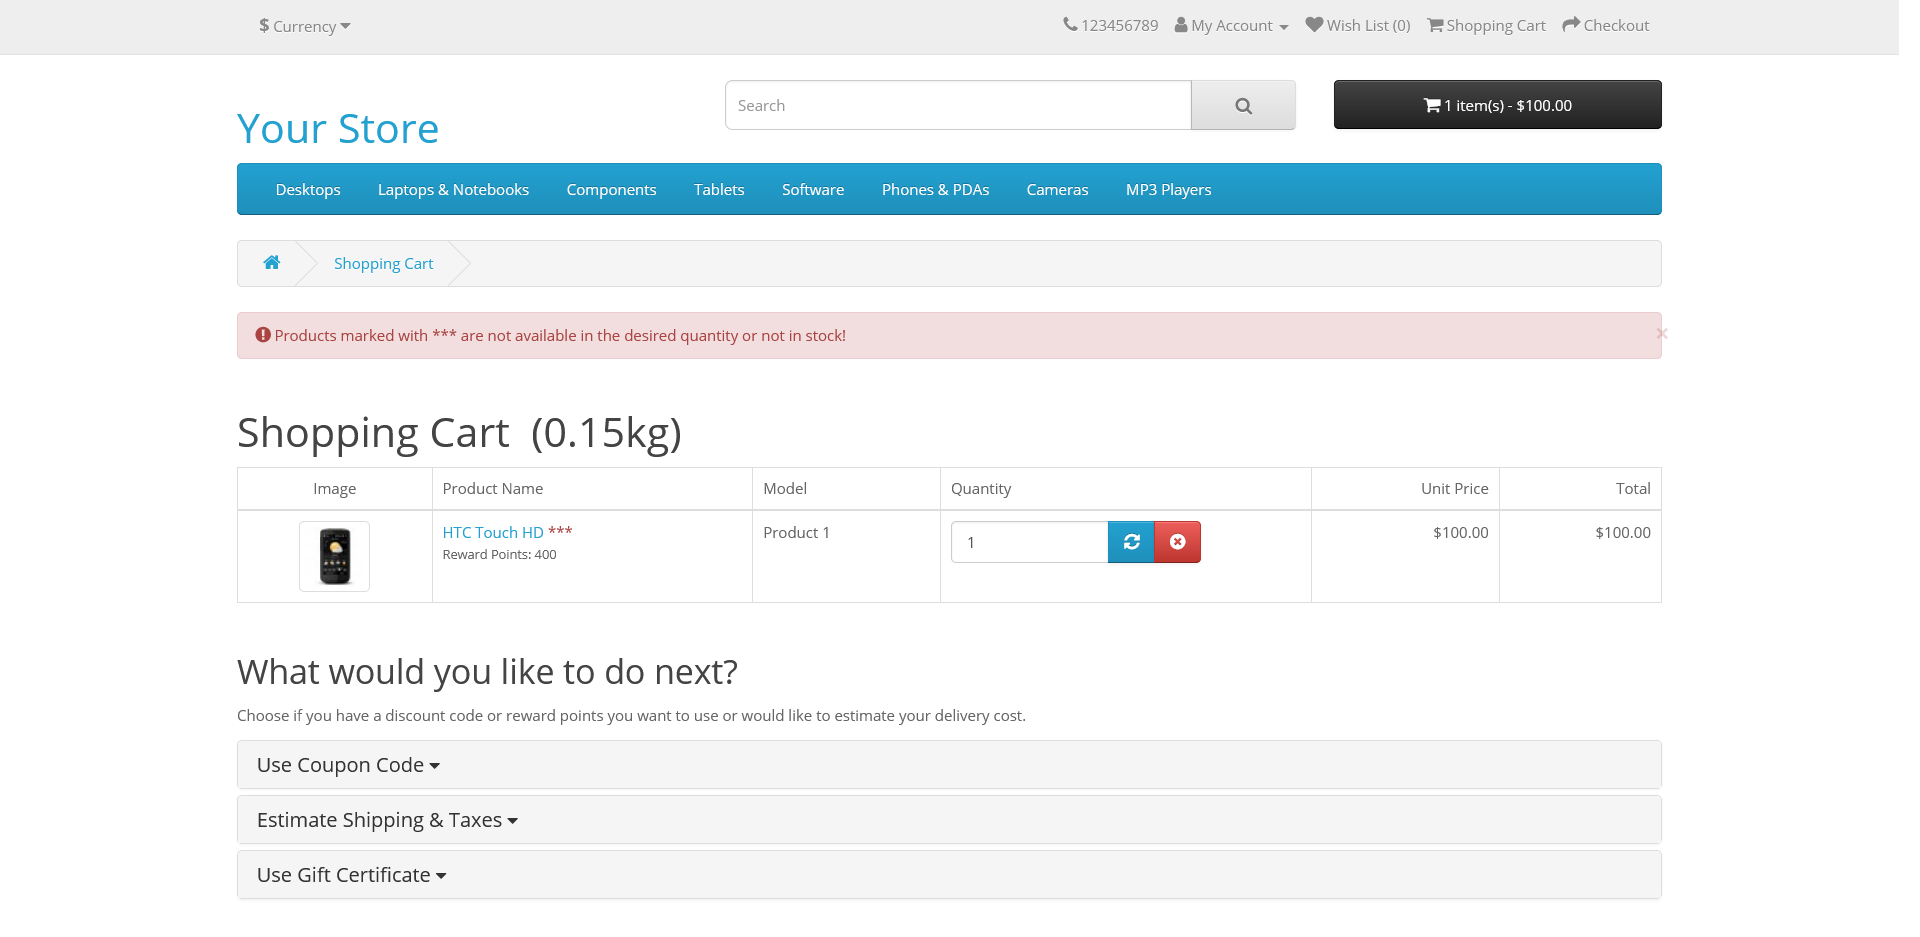 $ Currency
123456789 My Account Wish List (0) Shopping Cart Checkout
Your Store
Search
1 item(s) - $100.00
Desktops Laptops & Notebooks Components Tablets Software Phones & PDAs Cameras MP3 Players
Shopping Cart
Products marked with *** are not available in the desired quantity or not in stock!
×
Shopping Cart (0.15kg)
Image Product Name Model Quantity Unit Price Total
HTC Touch HD *** Product 1 1 $100.00 $100.00
Reward Points: 400
What would you like to do next?
Choose if you have a discount code or reward points you want to use or would like to estimate your delivery cost.
Use Coupon Code
Estimate Shipping & Taxes
Use Gift Certificate